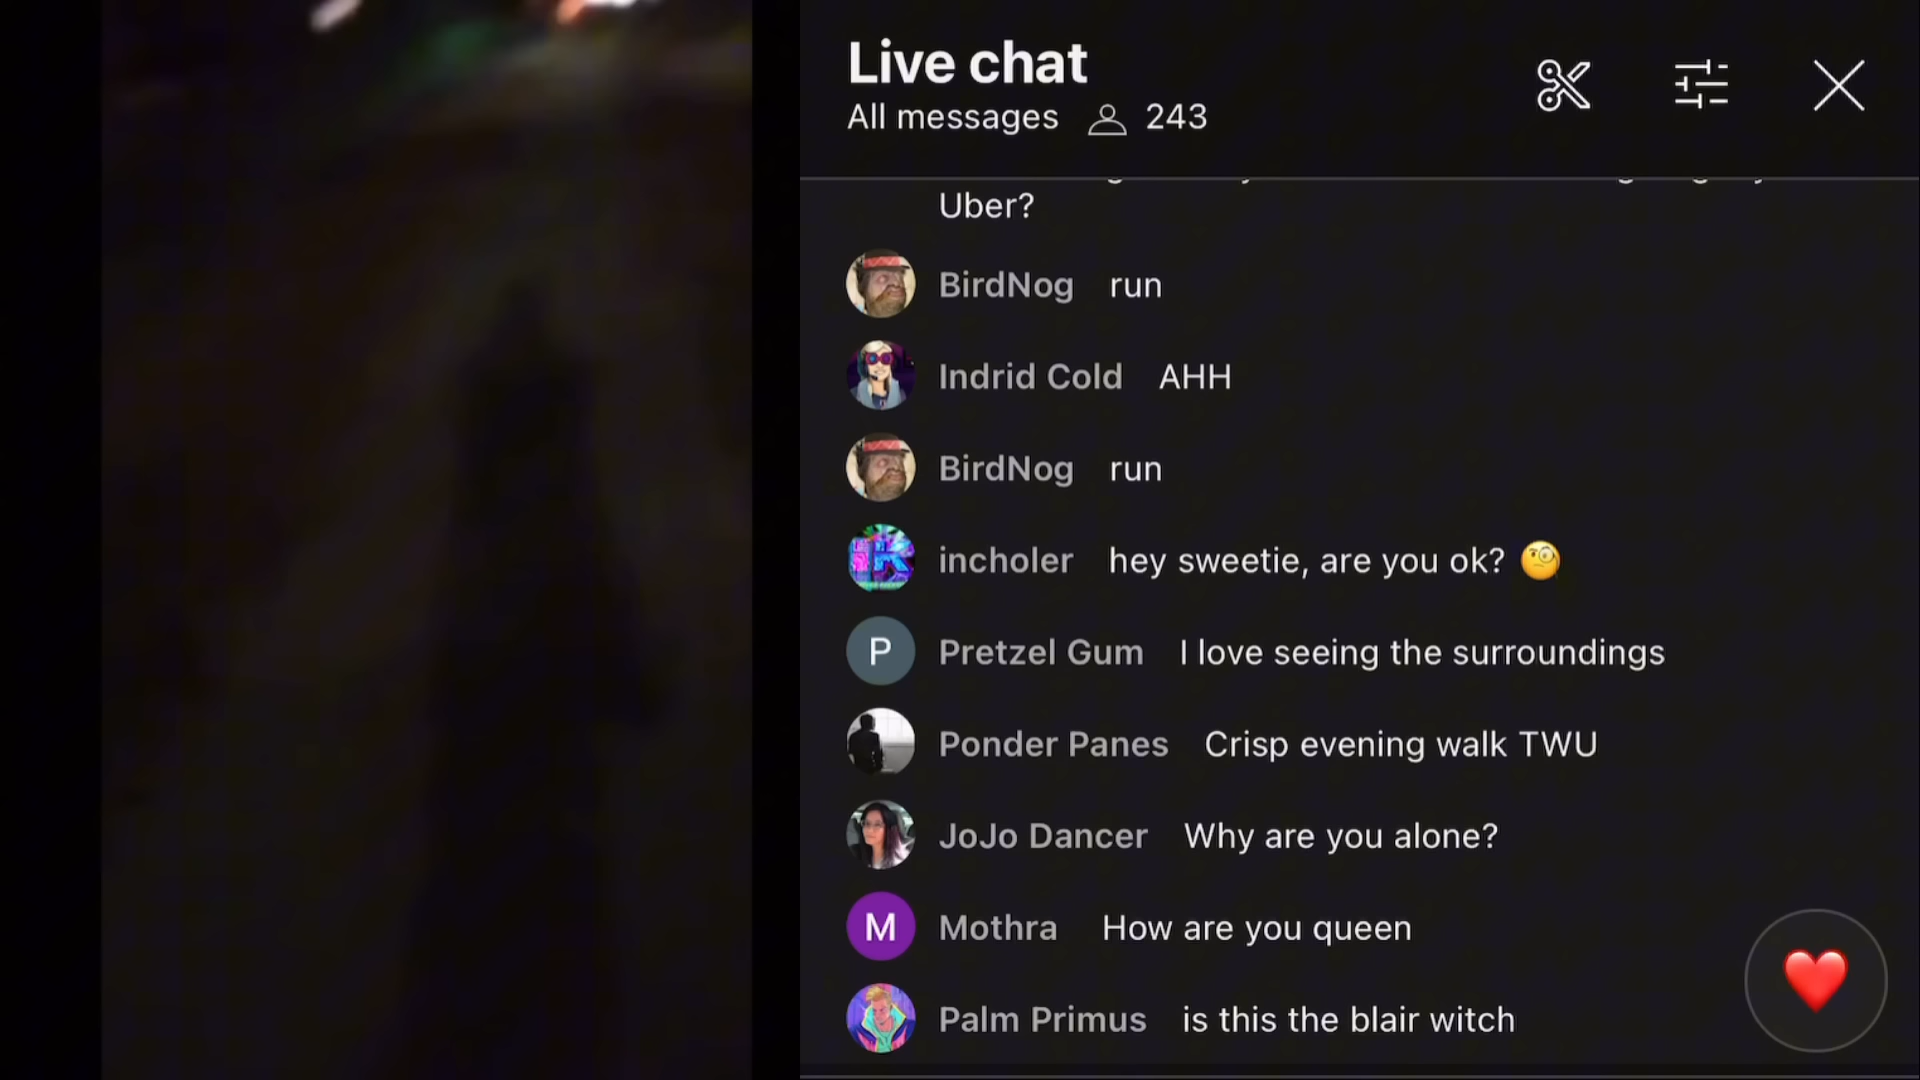 Live chat
All messages 243
Uber?
BirdNog run
Indrid Cold AHH
BirdNog run
incholer hey sweetie, are you ok? 🧐
P Pretzel Gum I love seeing the surroundings
Ponder Panes Crisp evening walk TWU
JoJo Dancer Why are you alone?
M Mothra How are you queen
Palm Primus is this the blair witch